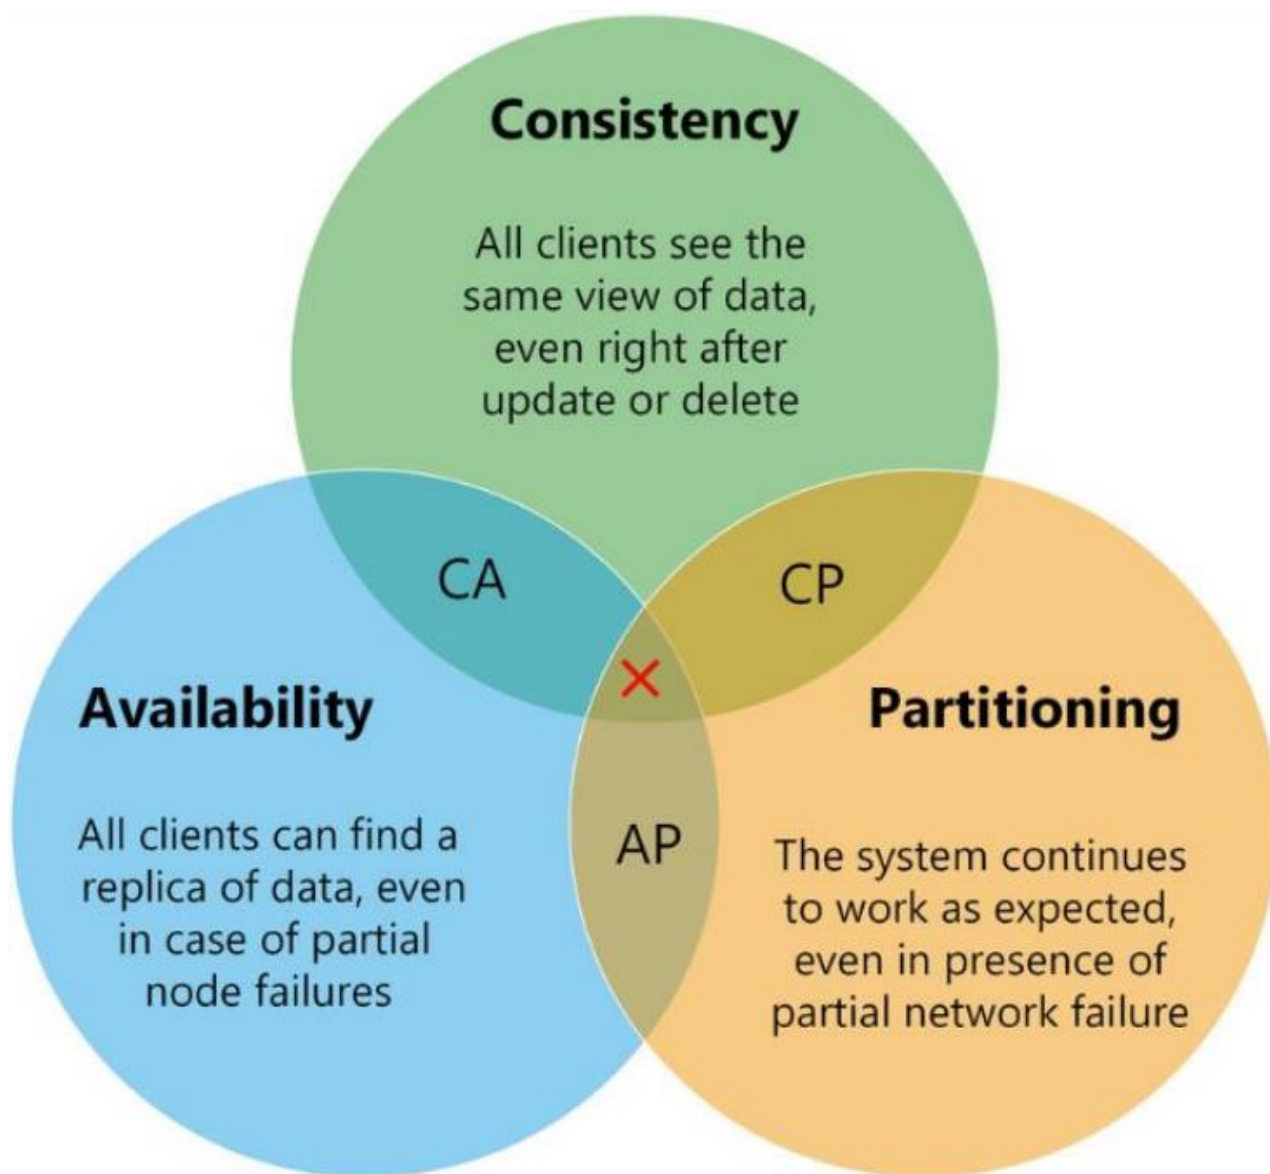 Consistency
All clients see the
same view of data,
even right after
update or delete
CA
CP
Availability
All clients can find a
replica of data, even
in case of partial
node failures
AP
Partitioning
The system continues
to work as expected,
even in presence of
partial network failure